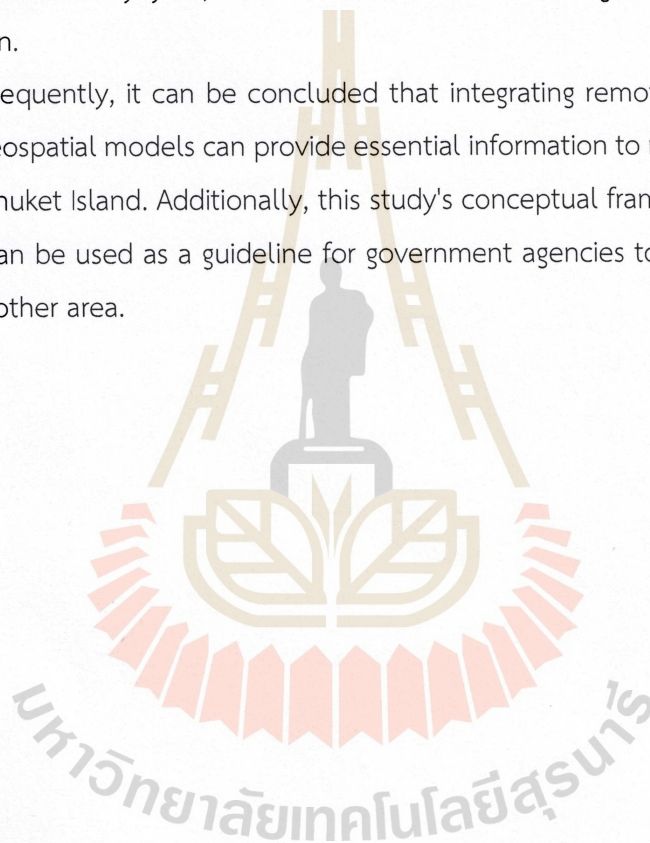 n.
equently, it can be concluded that integrating remo
eospatial models can provide essential information to
huket Island. Additionally, this study's conceptual fran
an be used as a guideline for government agencies to
other area.
มหาวิทยาลัยเทคโนโลยีสุรนารี